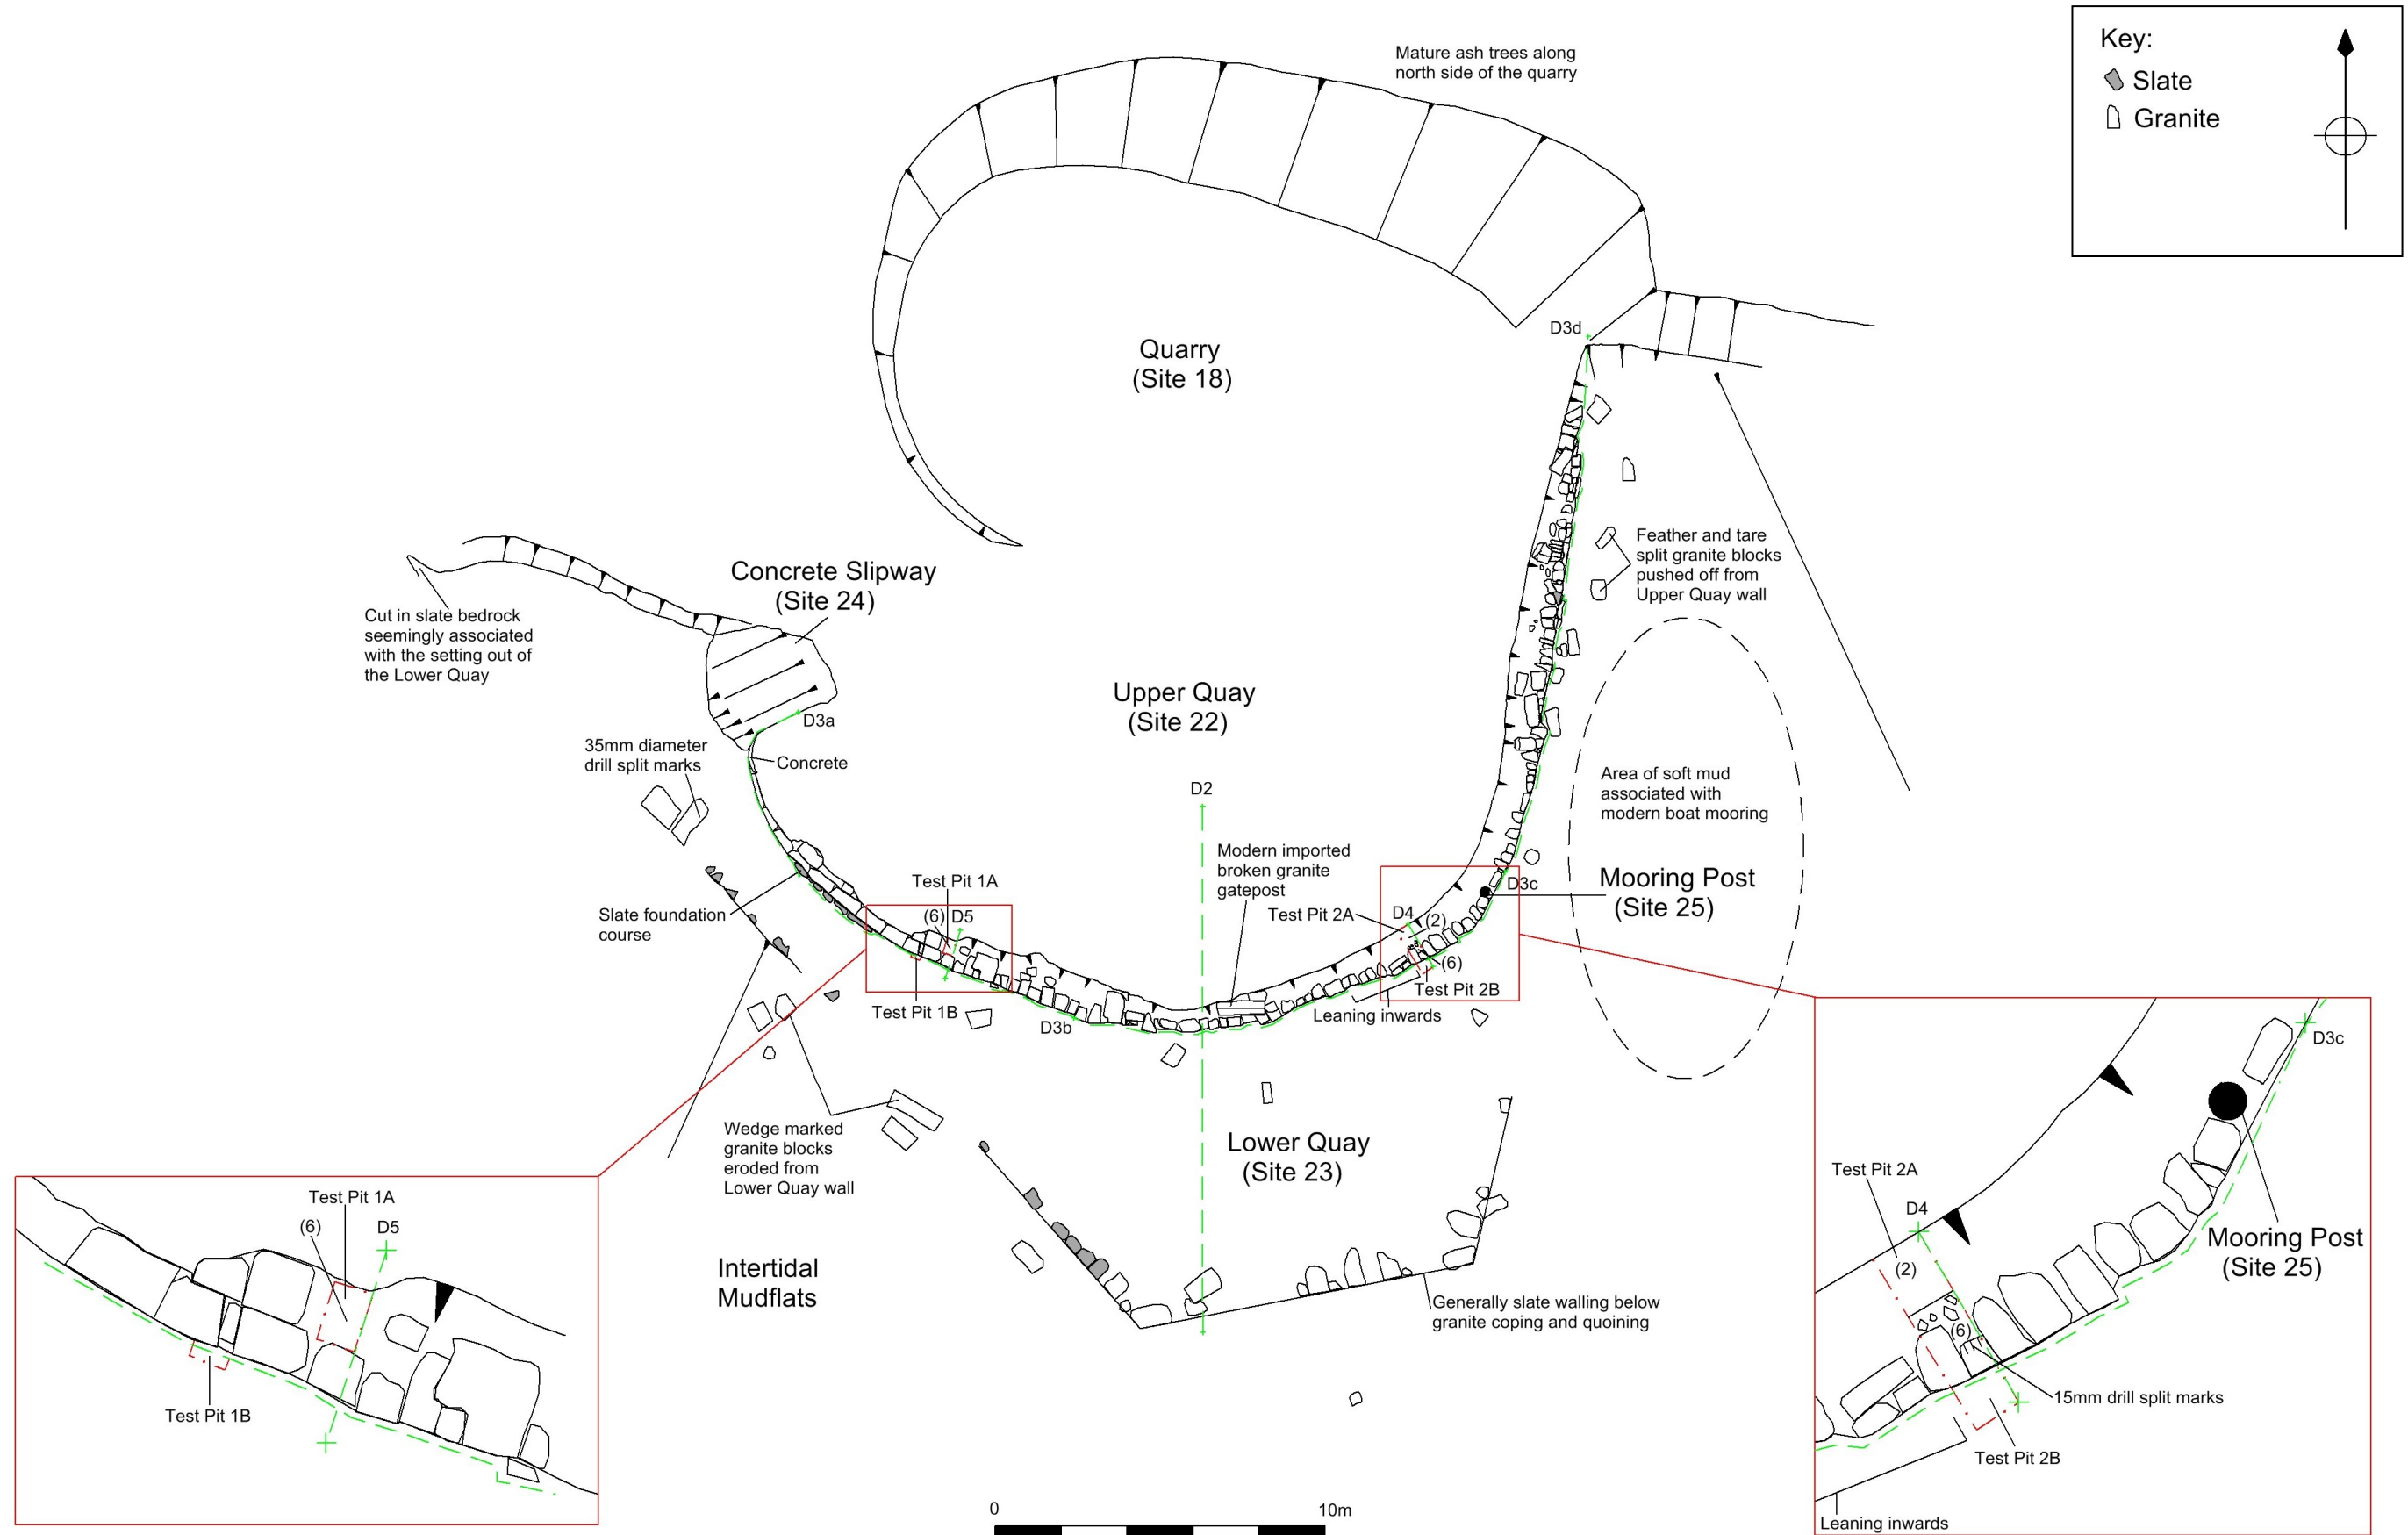 Mature ash trees along
north side of the quarry
Key:
Slate
Granite
D3d
Quarry
(Site 18)
Feather and tare
split granite blocks
pushed off from
Upper Quay wall
Concrete Slipway
(Site 24)
Cut in slate bedrock
seemingly associated
with the setting out of
the Lower Quay
Upper Quay
(Site 22)
D3a
35mm diameter
drill split marks
Concrete
D2
Area of soft mud
associated with
modern boat mooring
Modern imported
broken granite
gatepost
Test Pit 1A
(6)
D5
Slate foundation
course
Test Pit 2A
D4
(2)
D3c
Mooring Post
(Site 25)
(6)
Test Pit 2B
Test Pit 1B
D3b
Leaning inwards
Wedge marked
granite blocks
eroded from
Lower Quay wall
Lower Quay
(Site 23)
Intertidal
Mudflats
Generally slate walling below
granite coping and quoining
Test Pit 1A
(6)
D5
Test Pit 1B
D3c
Test Pit 2A
D4
(2)
Mooring Post
(Site 25)
(6)
15mm drill split marks
Test Pit 2B
Leaning inwards
0
10m